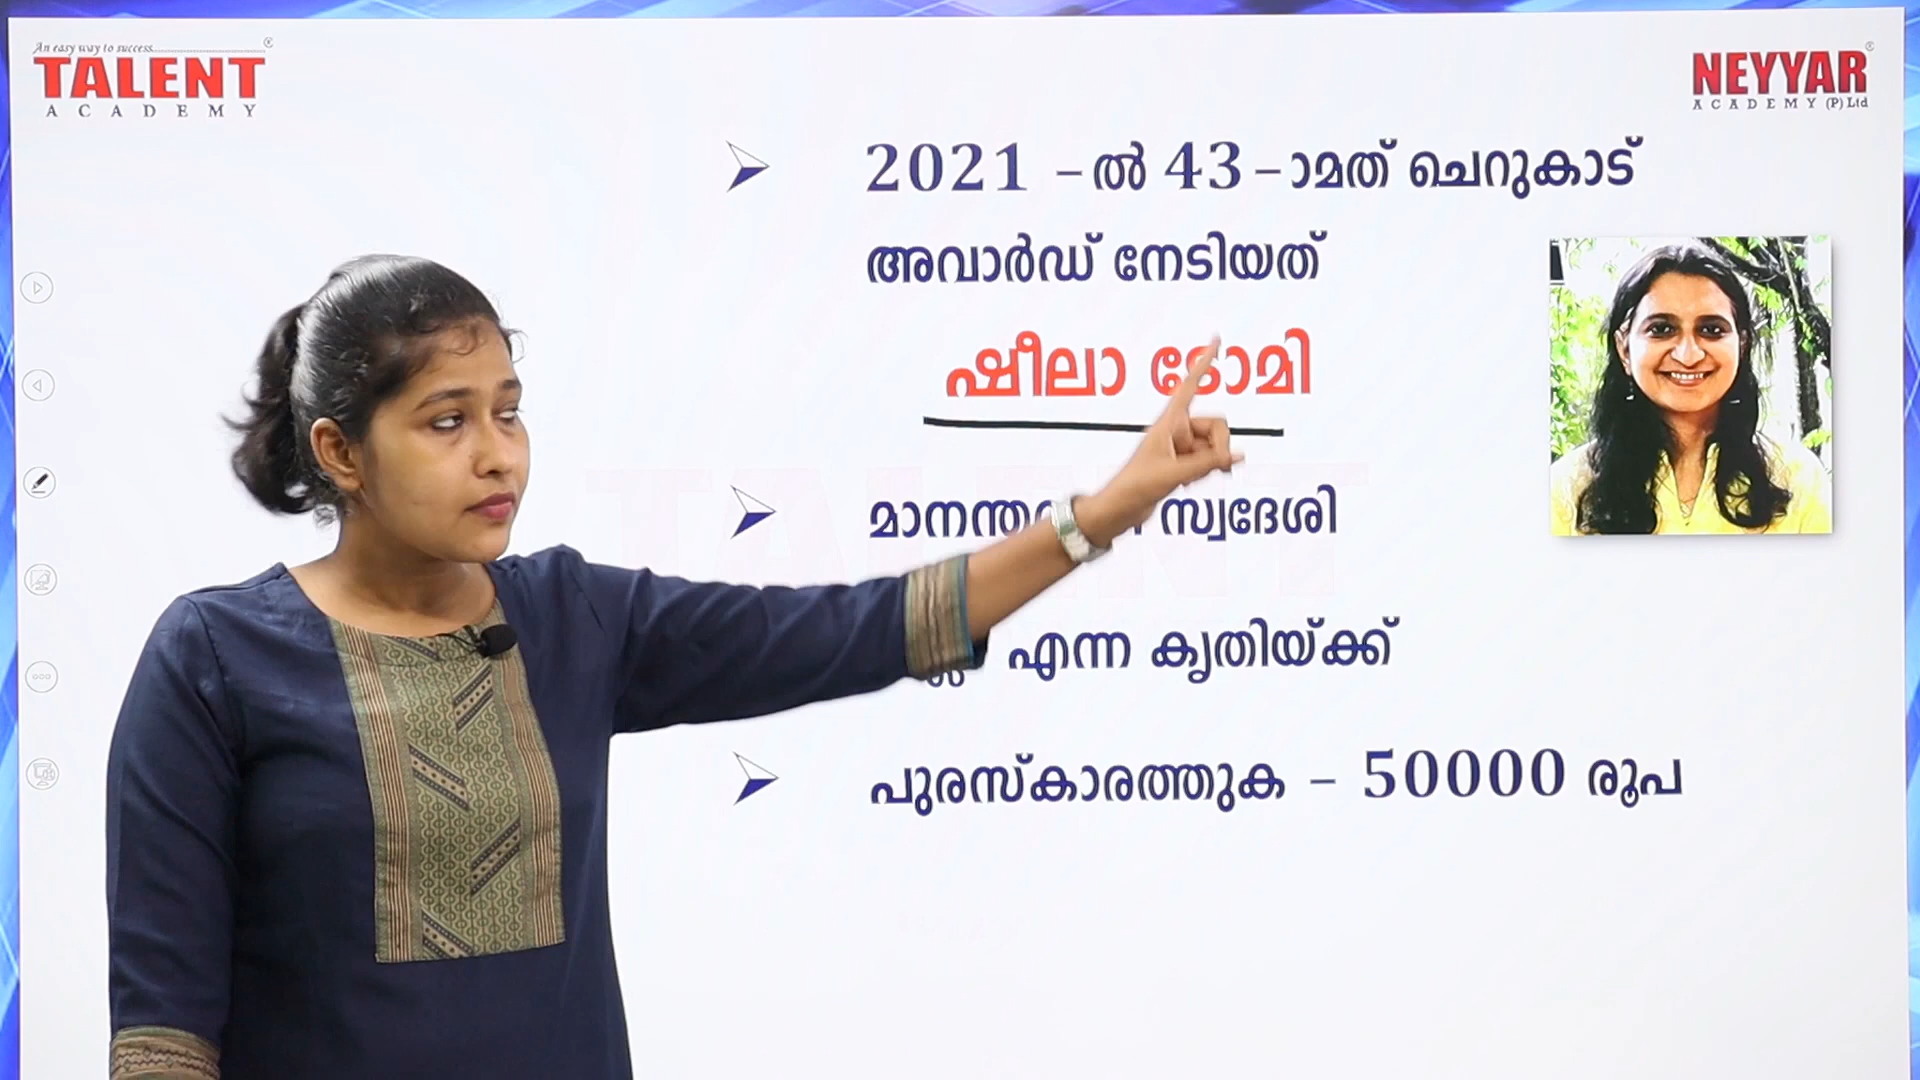 An easy way to success
TALENT
ACADEMY
NEYYAR
ACADEMY (P) Ltd
2021 -ൽ 43-ാമത് ചെറുകാട്
അവാർഡ് നേടിയത്
ഷീലാ ടോമി
സ്വദേശി
എന്ന കൃതിയ്ക്ക്
പുരസ്കാരത്തുക - 50000 രൂപ